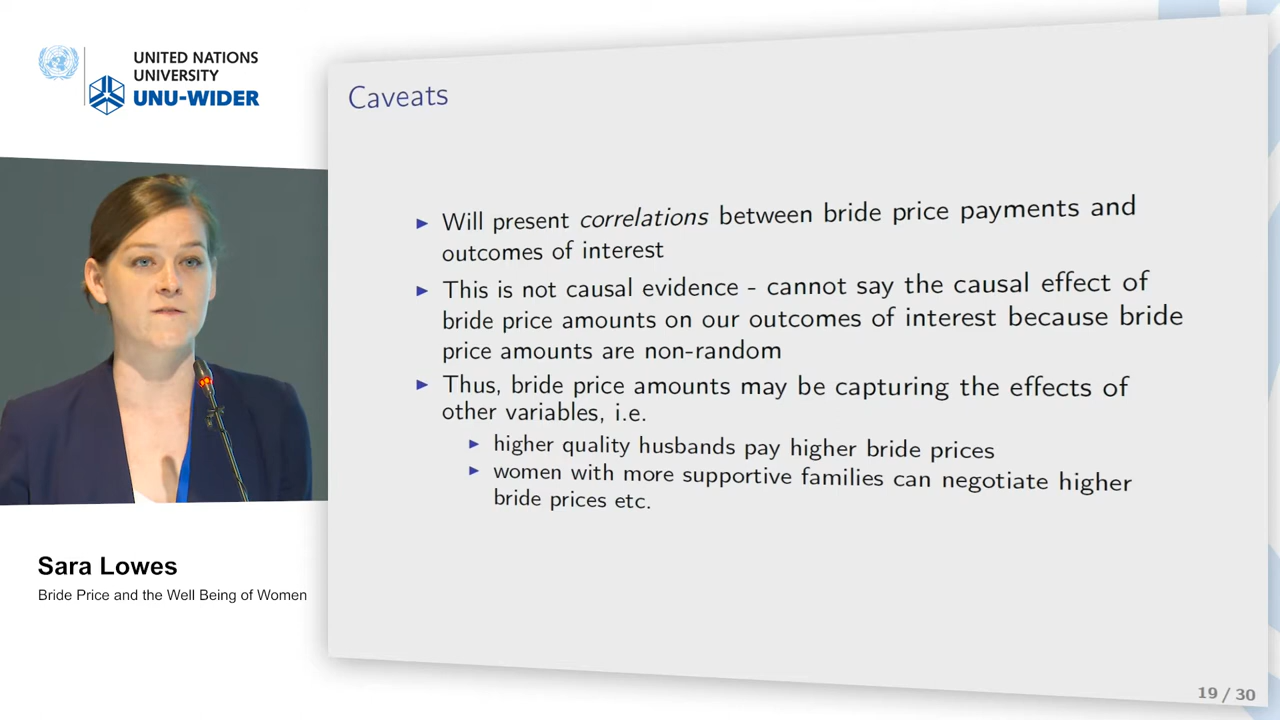 UNITED NATIONS
UNIVERSITY
UNU-WIDER
Caveats
Will present correlations between bride price payments and
outcomes of interest
This is not causal evidence - cannot say the causal effect of
bride price amounts on our outcomes of interest because bride
price amounts are non-random
Thus, bride price amounts may be capturing the effects of
other variables, i.e.
higher quality husbands pay higher bride prices
women with more supportive families can negotiate higher
bride prices etc.
Sara Lowes
Bride Price and the Well Being of Women
19 / 30